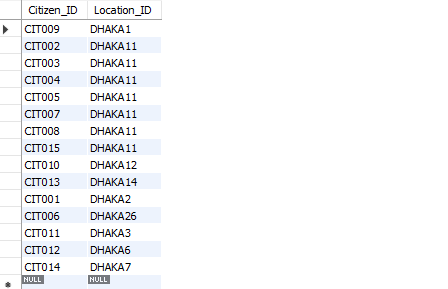 Citizen_ID Location_ID
CIT009 DHAKA1
CIT002 DHAKA11
CIT003 DHAKA11
CIT004 DHAKA11
CIT005 DHAKA11
CIT007 DHAKA11
CIT008 DHAKA11
CIT015 DHAKA11
CIT010 DHAKA12
CIT013 DHAKA14
CIT001 DHAKA2
CIT006 DHAKA26
CIT011 DHAKA3
CIT012 DHAKA6
CIT014 DHAKA7
NULL NULL